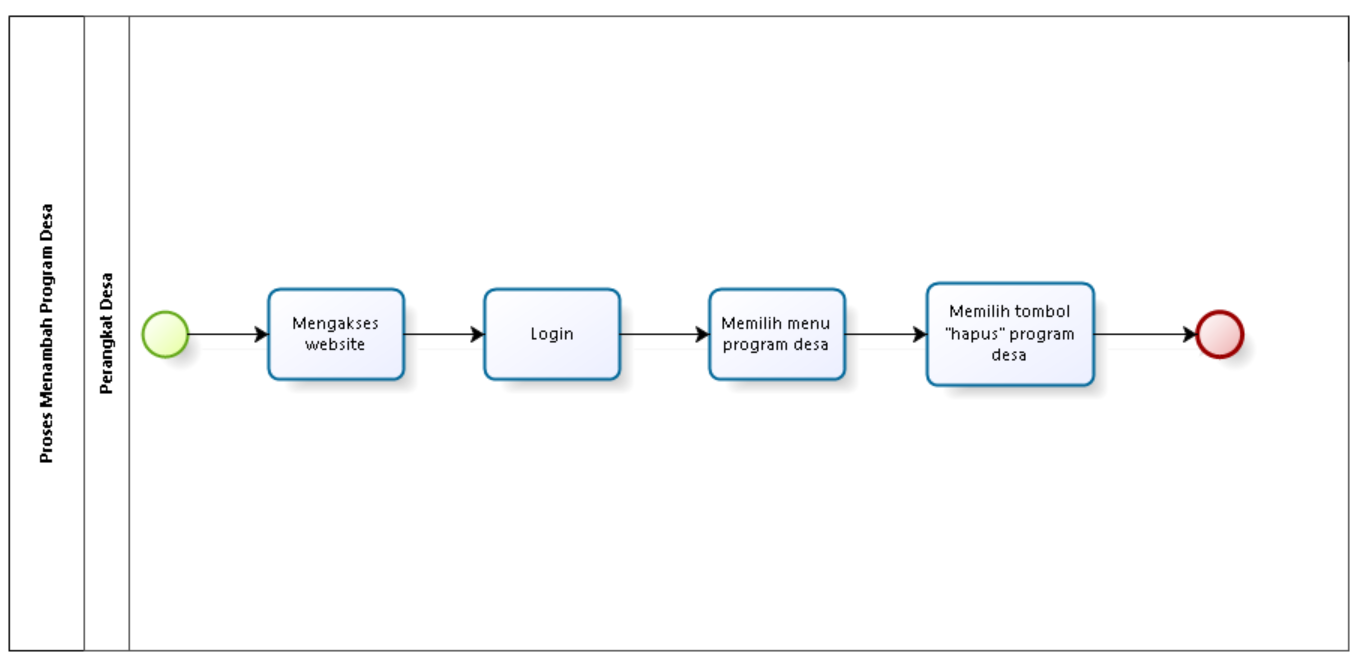 Proses Menambah Program Desa
Perangkat Desa
Mengakses
website
Login
Memilih menu
program desa
Memilih tombol
"hapus" program
desa